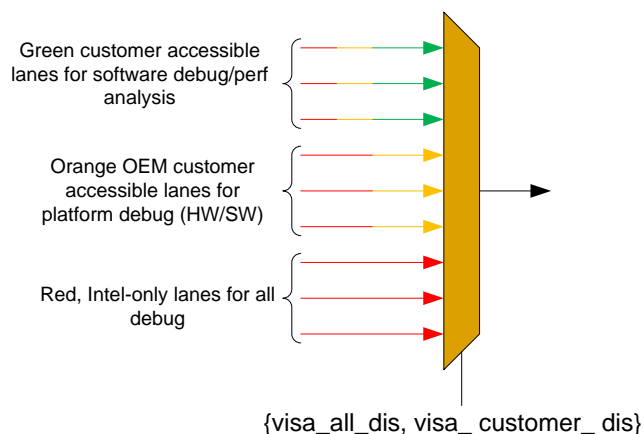 Green customer accessible
lanes for software debug/perf
analysis
Orange OEM customer
accessible lanes for
platform debug (HW/SW)
Red, Intel-only lanes for all
debug
{visa_all_dis, visa_ customer_ dis}